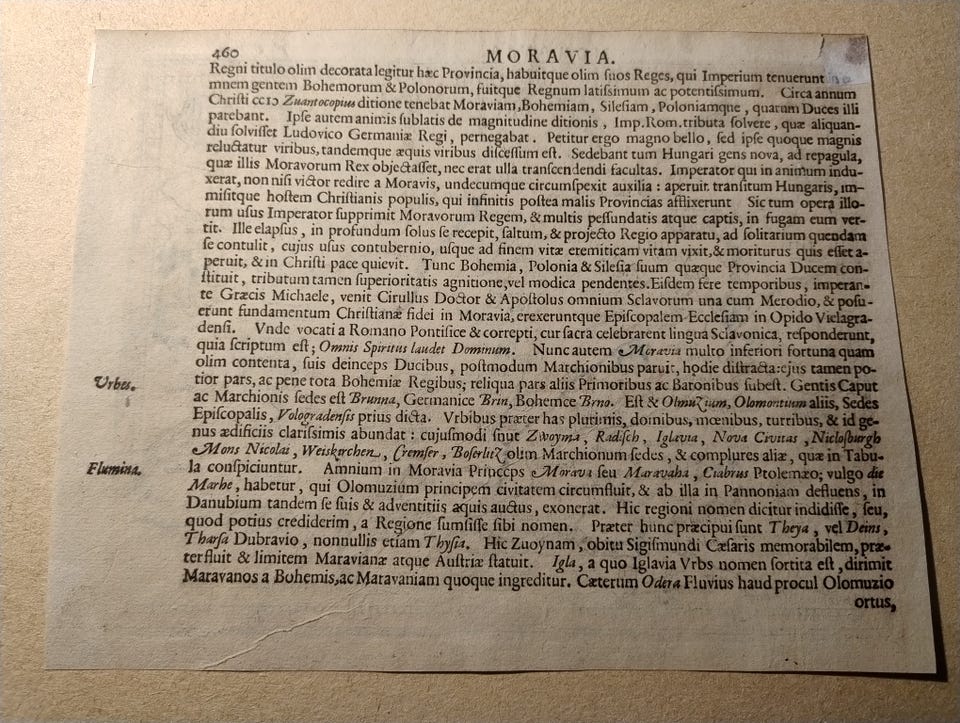 460
MORAVIA.
Regni titulo olim decorata legitur hæc Provincia, habuitque olim ſuos Reges, qui Imperium tenuerunt in o
mnem gentem Bohemorum & Polonorum, fuitque Regnum latiſſimum ac potentiſſimum. Circa annum
Chriſti Zuantocopius ditione tenebat Moraviam, Bohemiam, Sileſiam, Poloniamque, quarum Duces illi
parebant. Ipſe autem animis ſublatis de magnitudine ditionis, Imp. Rom. tributa ſolvere, quæ aliquan-
diu ſolviſſet Ludovico Germaniæ Regi, pernegabat. Petitur ergo magno bello, ſed ipſe quoque magnis
reluctatur viribus, tandemque æquis viribus diſceſſum eſt. Sedebant tum Hungari gens nova, ad repagula,
quæ illis Moravorum Rex objectaſſet, nec erat ulla tranſcendendi facultas. Imperator qui in animum indu-
xerat, non niſi victor redire a Moravis, undecumque circumſpexit auxilia: aperuit tranſitum Hungaris, im-
miſitque hoſtem Chriſtianis populis, qui infinitis poſtea malis Provincias afflixerunt Sic tum opera illo-
rum uſus Imperator ſupprimit Moravorum Regem, & multis peſſundatis atque captis, in fugam eum ver-
tit. Ille elapſus, in profundum ſolus ſe recepit, ſaltum, & projecto Regio apparatu, ad ſolitarium quendam
ſe contulit, cujus uſus contubernio, uſque ad finem vitæ eremiticam vitam vixit, & moriturus quis eſſet a-
peruit, & in Chriſti pace quievit. Tunc Bohemia, Polonia & Sileſia ſuum quæque Provincia Ducem con-
ſtituit, tributum tamen ſuperioritatis agnitione, vel modica pendentes. Eiſdem fere temporibus, imperan-
te Græcis Michaele, venit Cirullus Doctor & Apoſtolus omnium Sclavorum una cum Merodio, & poſu-
erunt fundamentum Chriſtianæ fidei in Moravia, erexeruntque Epiſcopalem Eccleſiam in Opido Vielagra-
denſi. Vnde vocati a Romano Pontifice & correpti, cur ſacra celebrarent lingua Sclavonica, reſponderunt,
quia ſcriptum eſt; Omnis Spiritus laudet Dominum. Nunc autem Moravia multo inferiori fortuna quam
olim contenta, ſuis deinceps Ducibus, poſtmodum Marchionibus paruit, hodie diſtracta: ejus tamen po-
tior pars, ac pene tota Bohemiæ Regibus; reliqua pars aliis Primoribus ac Baronibus ſubeſt. Gentis Caput
Urbes.
ac Marchionis ſedes eſt Brunna, Germanice Brin, Bohemce Brno. Eſt & Olmuzium, Olomontium aliis, Sedes
Epiſcopalis, Volograden­ſis prius dicta. Vrbibus præter has plurimis, domibus, mœnibus, turribus, & id ge-
nus ædificiis clariſſimis abundat: cujuſmodi ſnut Zwoyma, Radiſch, Iglavia, Nova Civitas, Nicloſburgh
Mons Nicolai, Weiskerchen, Cremſer, Boſerlitz olim Marchionum ſedes, & complures aliæ, quæ in Tabu-
Flumina.
la conſpiciuntur. Amnium in Moravia Princeps Morava ſeu Maravaha, Ciabrus Ptolemæo; vulgo die
Marhe, habetur, qui Olomuzium principem civitatem circumfluit, & ab illa in Pannoniam defluens, in
Danubium tandem ſe ſuis & adventitiis aquis auctus, exonerat. Hic regioni nomen dicitur indidiſſe, ſeu,
quod potius crediderim, a Regione ſumſiſſe ſibi nomen. Præter hunc præcipui ſunt Theya, vel Deins,
Tharſa Dubravio, nonnullis etiam Thyſia. Hic Zuoynam, obitu Sigiſmundi Cæſaris memorabilem, præ-
terfluit & limitem Maravianæ atque Auſtriæ ſtatuit. Igla, a quo Iglavia Vrbs nomen ſortita eſt, dirimit
Maravanos a Bohemis, ac Maravaniam quoque ingreditur. Cæterum Odera Fluvius haud procul Olomuzio
ortus,